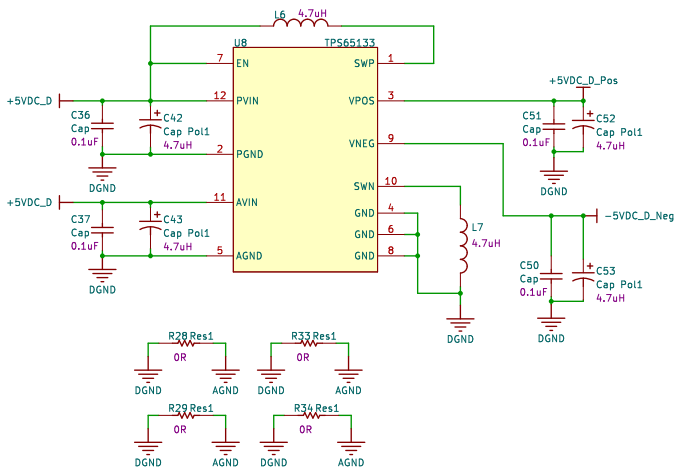 L6 4.7uH
U8 TPS65133
7 EN SWP 1
+5VDC_D 12 PVIN VPOS 3 +5VDC_D_Pos
C36 Cap 0.1uF
C42 Cap Pol1 4.7uH
C51 Cap 0.1uF
C52 Cap Pol1 4.7uH
2 PGND VNEG 9
DGND
DGND
SWN 10
+5VDC_D 11 AVIN GND 4 -5VDC_D_Neg
C37 Cap 0.1uF
C43 Cap Pol1 4.7uH
GND 6
L7 4.7uH
5 AGND GND 8
DGND
C50 Cap 0.1uF
C53 Cap Pol1 4.7uH
DGND
DGND
R28 Res1 R33 Res1
0R 0R
DGND AGND DGND AGND
R29 Res1 R34 Res1
0R 0R
DGND AGND DGND AGND